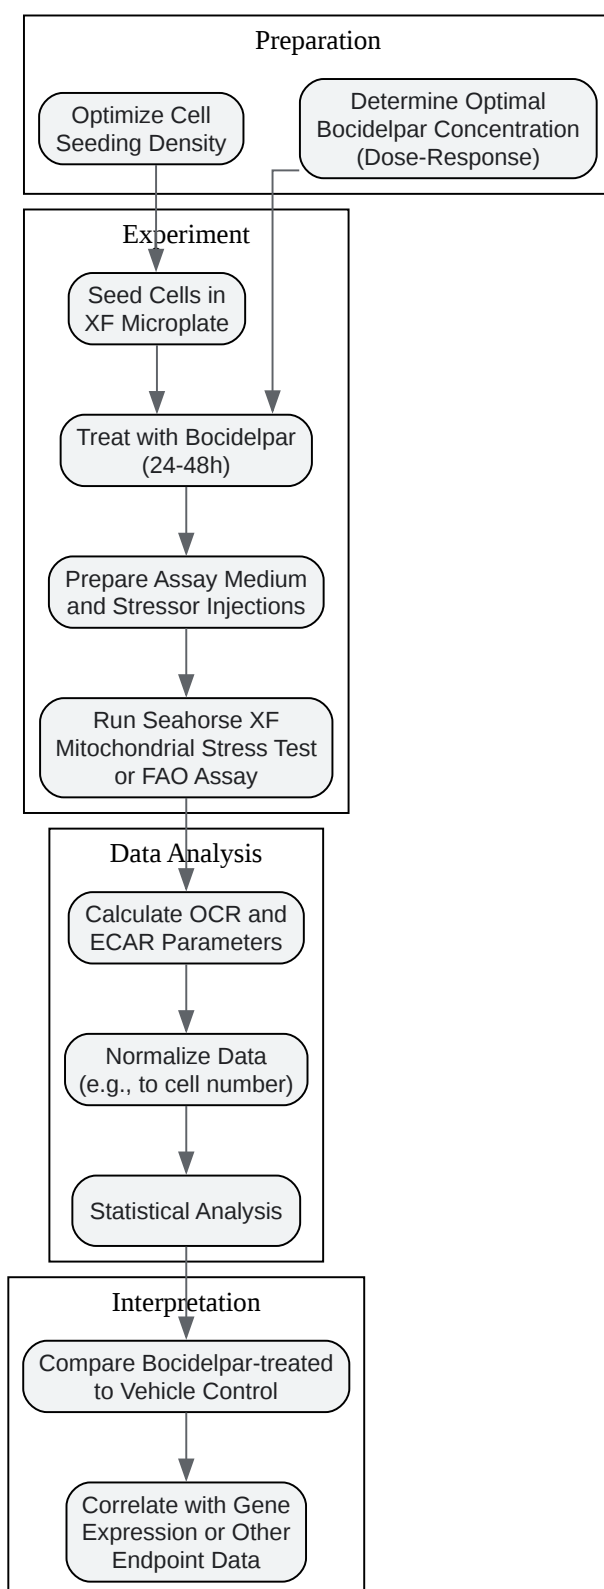 Preparation
Optimize Cell
Seeding Density
Determine Optimal
Bocidelpar Concentration
(Dose-Response)
Experiment
Seed Cells in
XF Microplate
Treat with Bocidelpar
(24-48h)
Prepare Assay Medium
and Stressor Injections
Run Seahorse XF
Mitochondrial Stress Test
or FAO Assay
Data Analysis
Calculate OCR and
ECAR Parameters
Normalize Data
(e.g., to cell number)
Statistical Analysis
Interpretation
Compare Bocidelpar-treated
to Vehicle Control
Correlate with Gene
Expression or Other
Endpoint Data